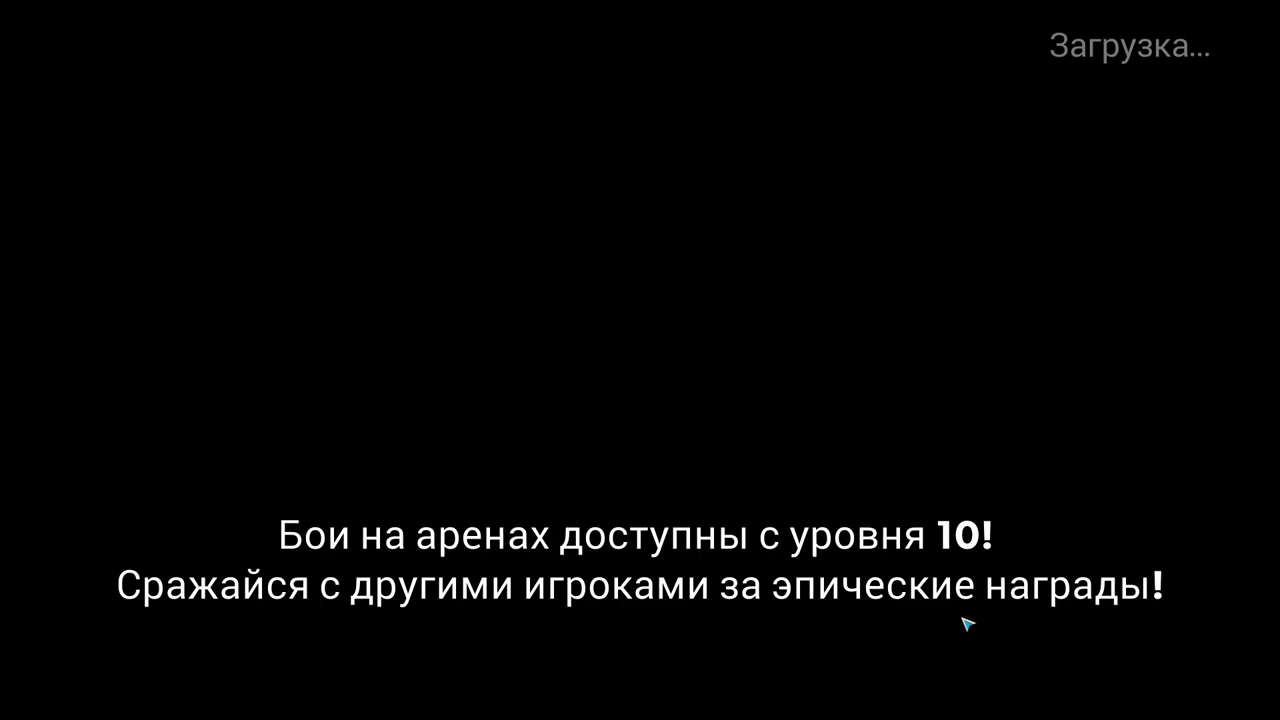 Загрузка...
Бои на аренах доступны с уровня 10!
Сражайся с другими игроками за эпические награды!